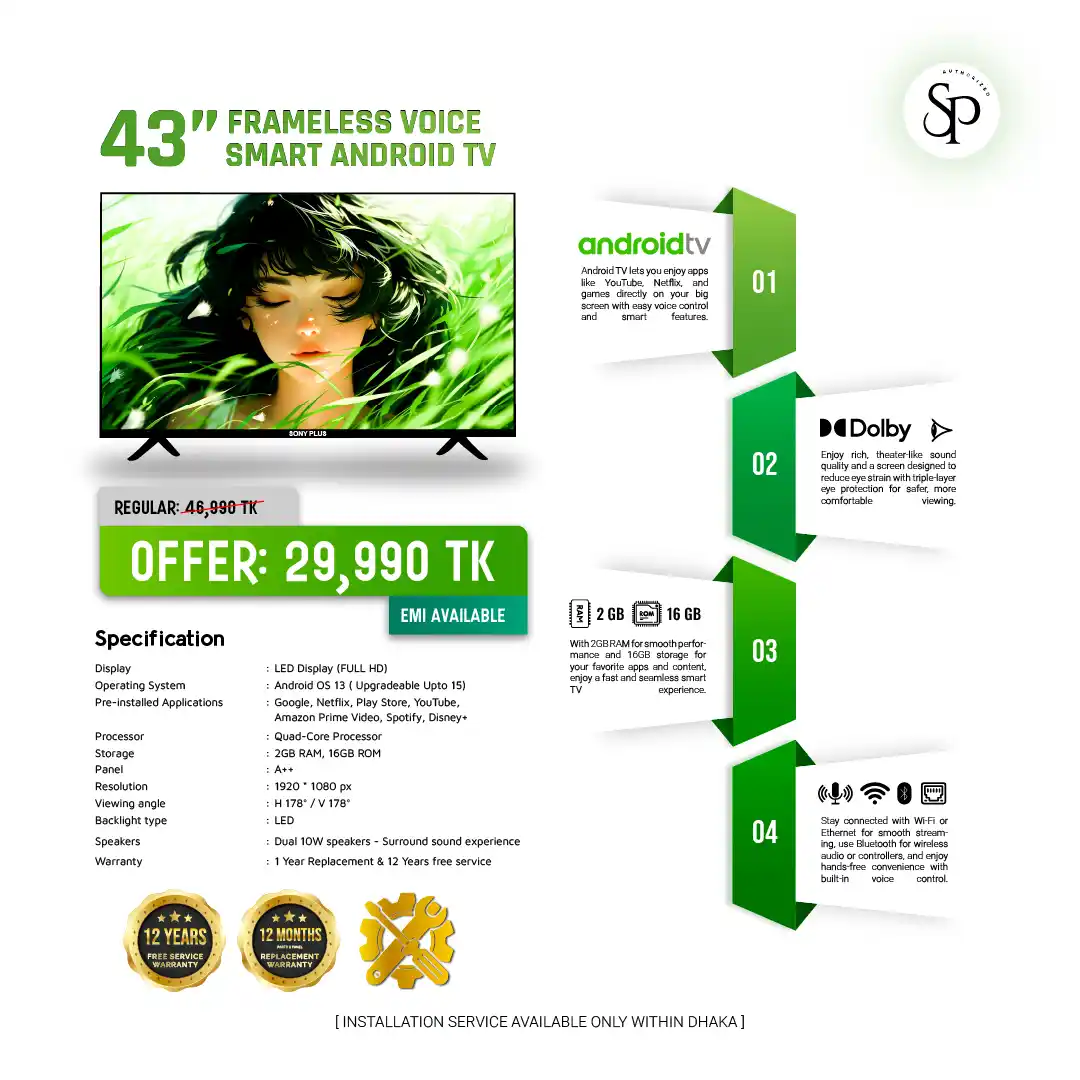 AUTHORIZED
SP
43" FRAMELESS VOICE
SMART ANDROID TV
SONY PLUS
REGULAR: 46,990 TK
OFFER: 29,990 TK
EMI AVAILABLE
Specification
Display : LED Display (FULL HD)
Operating System : Android OS 13 ( Upgradeable Upto 15)
Pre-installed Applications : Google, Netflix, Play Store, YouTube,
Amazon Prime Video, Spotify, Disney+
Processor : Quad-Core Processor
Storage : 2GB RAM, 16GB ROM
Panel : A++
Resolution : 1920 * 1080 px
Viewing angle : H 178° / V 178°
Backlight type : LED
Speakers : Dual 10W speakers - Surround sound experience
Warranty : 1 Year Replacement & 12 Years free service
12 YEARS
FREE SERVICE
WARRANTY
12 MONTHS
PARTS & PANEL
REPLACEMENT
WARRANTY
androidtv
Android TV lets you enjoy apps
like YouTube, Netflix, and
games directly on your big
screen with easy voice control
and smart features.
01
02
Dolby
Enjoy rich, theater-like sound
quality and a screen designed to
reduce eye strain with triple-layer
eye protection for safer, more
comfortable viewing.
RAM 2 GB ROM 16 GB
With 2GB RAM for smooth perfor-
mance and 16GB storage for
your favorite apps and content,
enjoy a fast and seamless smart
TV experience.
03
04
Stay connected with Wi-Fi or
Ethernet for smooth stream-
ing, use Bluetooth for wireless
audio or controllers, and enjoy
hands-free convenience with
built-in voice control.
[ INSTALLATION SERVICE AVAILABLE ONLY WITHIN DHAKA ]